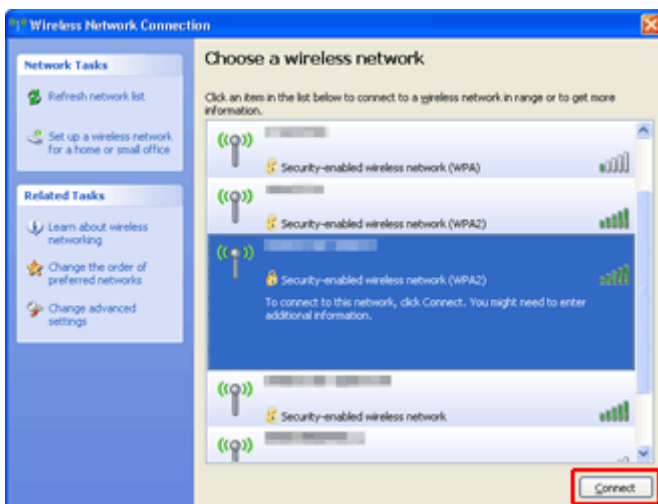 Wireless Network Connection
Network Tasks
Refresh network list
Set up a wireless network
for a home or small office
Related Tasks
Learn about wireless
networking
Change the order of
preferred networks
Change advanced
settings
Choose a wireless network
Click an item in the list below to connect to a wireless network in range or to get more
information.
Security-enabled wireless network (WPA)
Security-enabled wireless network (WPA2)
Security-enabled wireless network (WPA2)
To connect to this network, click Connect. You might need to enter
additional information.
Security-enabled wireless network
Connect